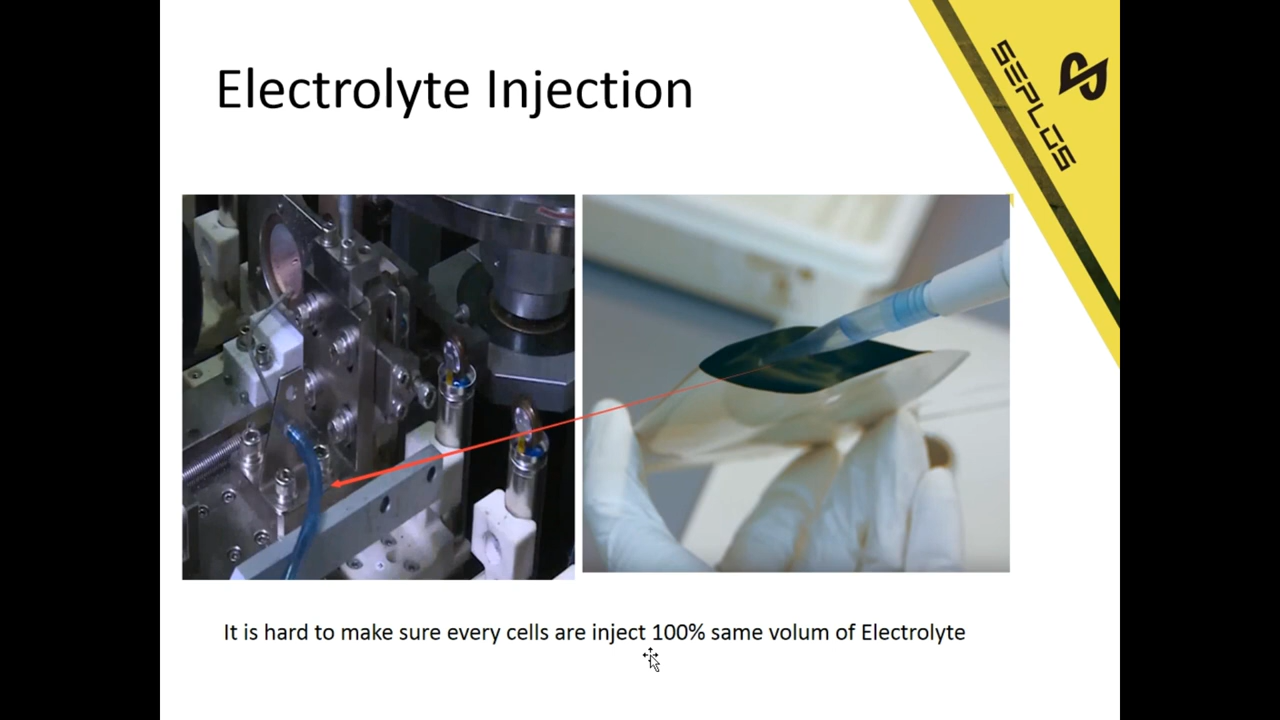 Electrolyte Injection
SEPLOS
It is hard to make sure every cells are inject 100% same volum of Electrolyte